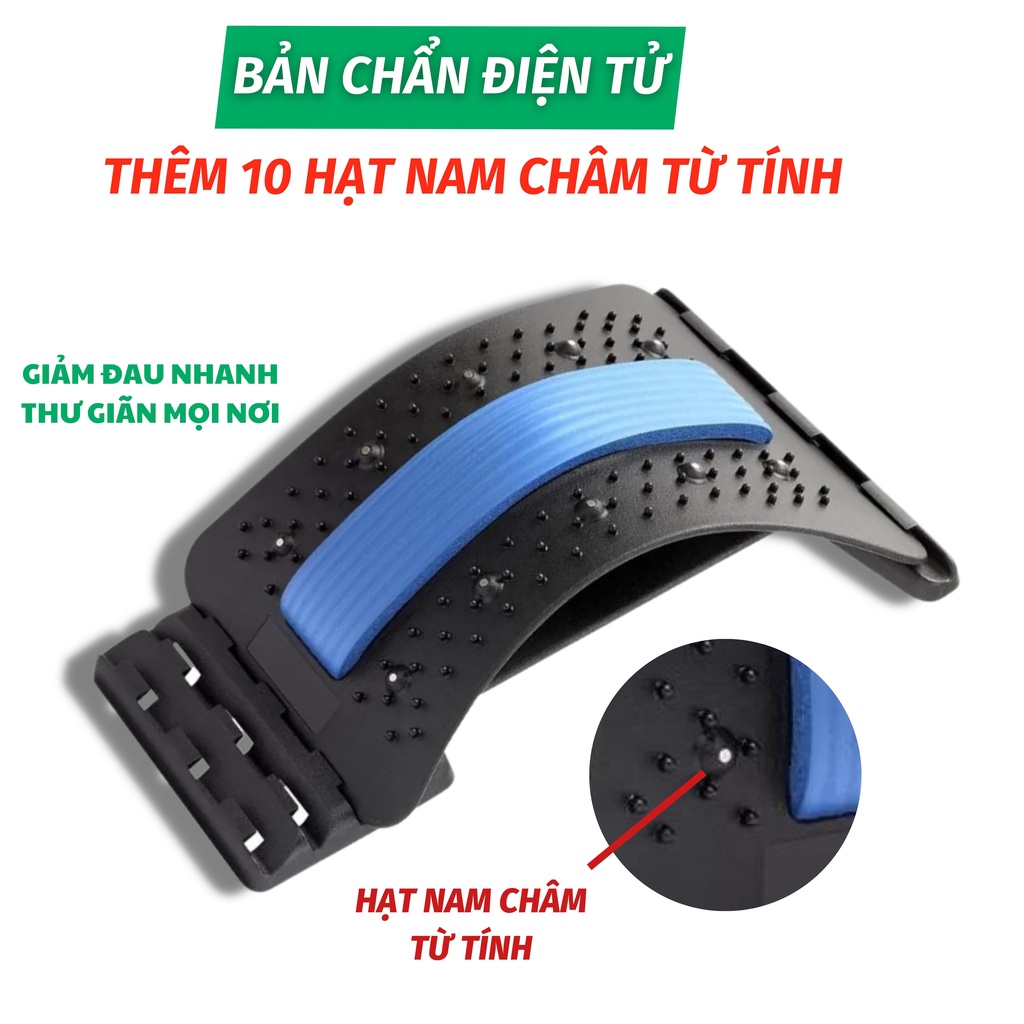 BẢN CHẨN ĐIỆN TỬ
THÊM 10 HẠT NAM CHÂM TỪ TÍNH
GIẢM ĐAU NHANH
THƯ GIÃN MỌI NƠI
HẠT NAM CHÂM
TỪ TÍNH